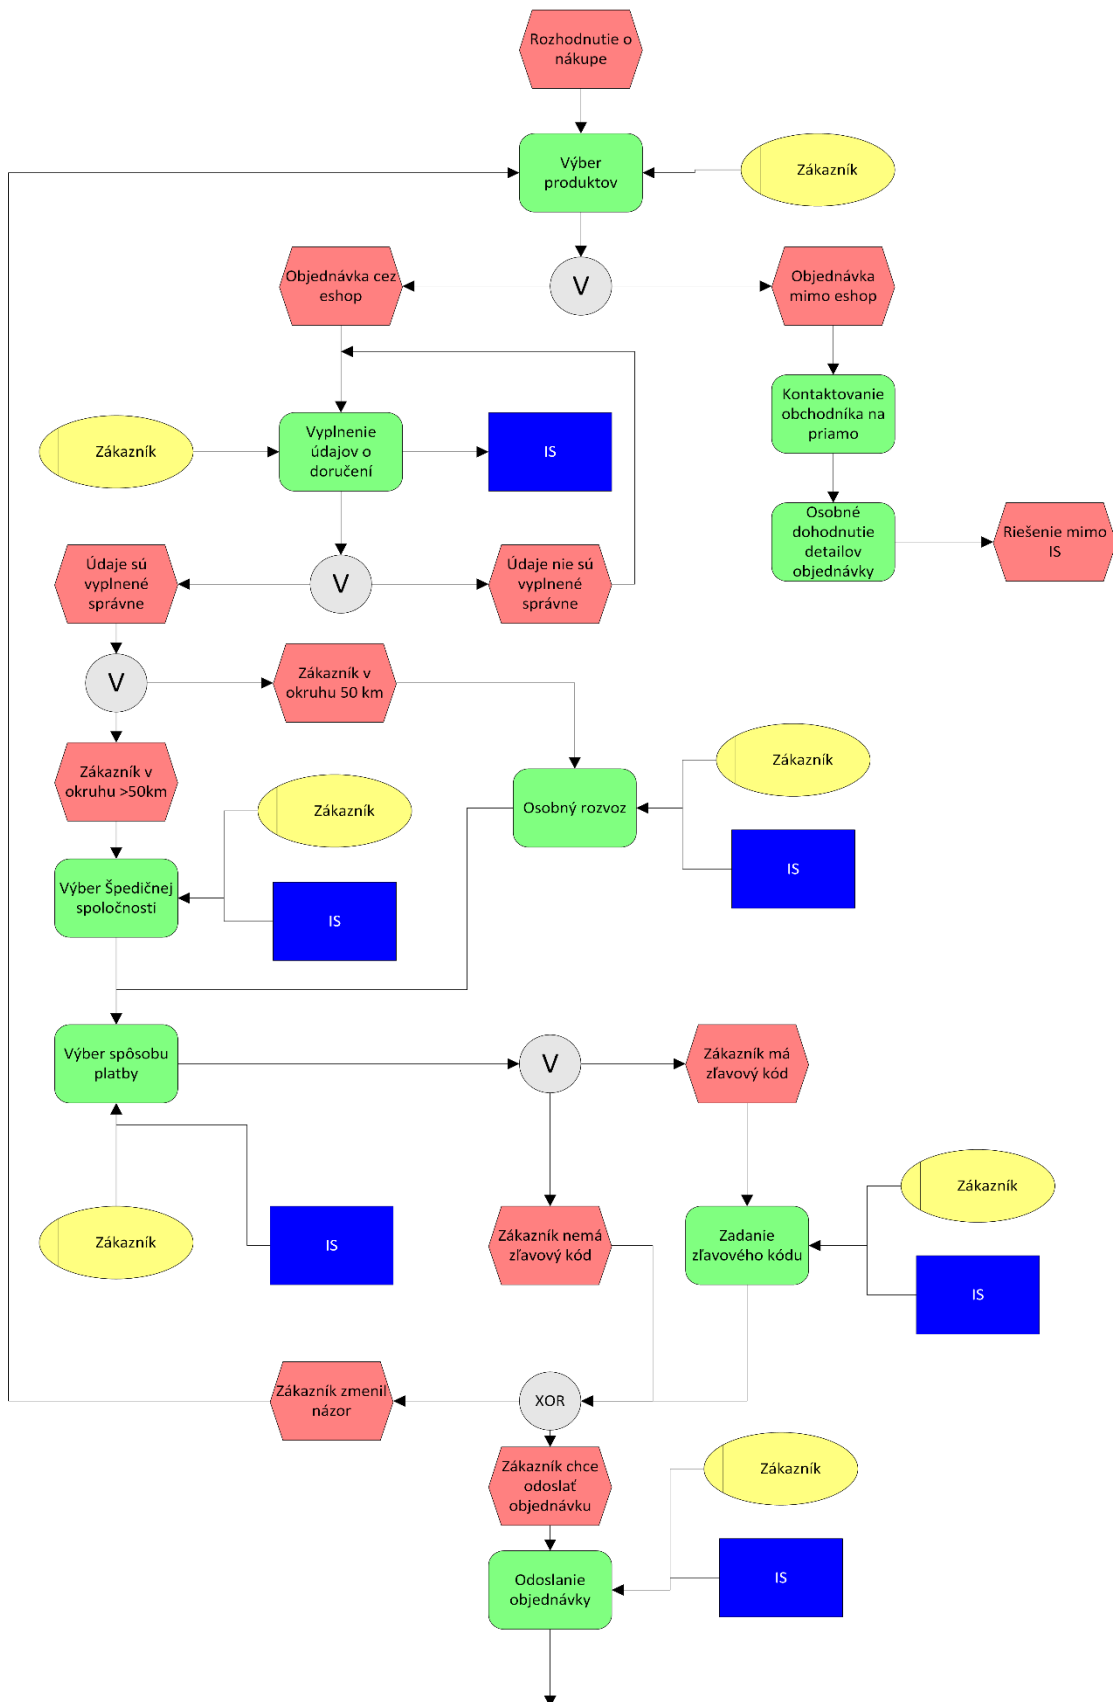 Rozhodnutie o
nákupe
Výber
produktov
Zákazník
Objednávka cez
eshop
V
Objednávka
mimo eshop
Kontaktovanie
obchodníka na
priamo
Zákazník
Vyplnenie
údajov o
doručení
IS
Osobné
dohodnutie
detailov
objednávky
Riešenie mimo
IS
Údaje sú
vyplnené
správne
V
Údaje nie sú
vyplnené
správne
V
Zákazník v
okruhu 50 km
Zákazník v
okruhu >50km
Zákazník
Osobný rozvoz
Zákazník
IS
Výber Špedičnej
spoločnosti
IS
Výber spôsobu
platby
V
Zákazník má
zľavový kód
Zákazník
IS
Zákazník nemá
zľavový kód
Zadanie
zľavového kódu
Zákazník
IS
Zákazník zmenil
názor
XOR
Zákazník chce
odoslať
objednávku
Zákazník
Odoslanie
objednávky
IS